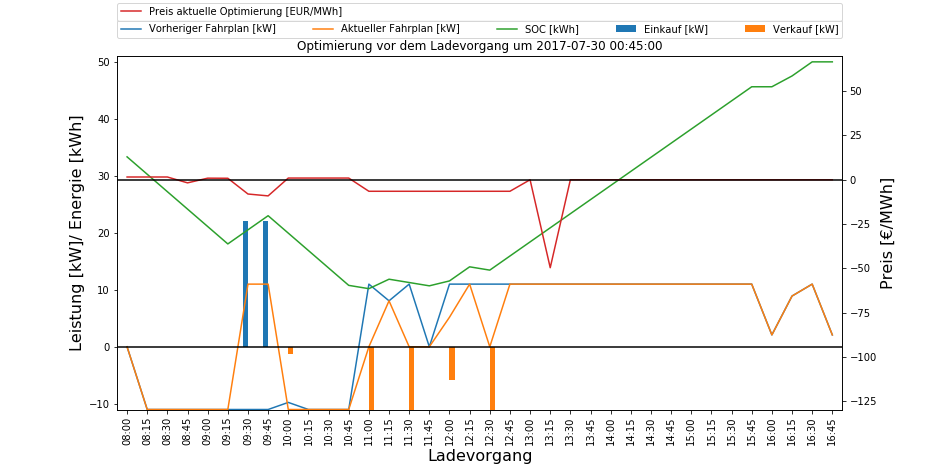 Preis aktuelle Optimierung [EUR/MWh]
Vorheriger Fahrplan [kW] Aktueller Fahrplan [kW] SOC [kWh] Einkauf [kW] Verkauf [kW]
Optimierung vor dem Ladevorgang um 2017-07-30 00:45:00
Leistung [kW]/ Energie [kWh]
50
40
30
20
10
0
−10
50
25
0
−25
−50
−75
−100
−125
Preis [€/MWh]
08:00 08:15 08:30 08:45 09:00 09:15 09:30 09:45 10:00 10:15 10:30 10:45 11:00 11:15 11:30 11:45 12:00 12:15 12:30 12:45 13:00 13:15 13:30 13:45 14:00 14:15 14:30 14:45 15:00 15:15 15:30 15:45 16:00 16:15 16:30 16:45
Ladevorgang